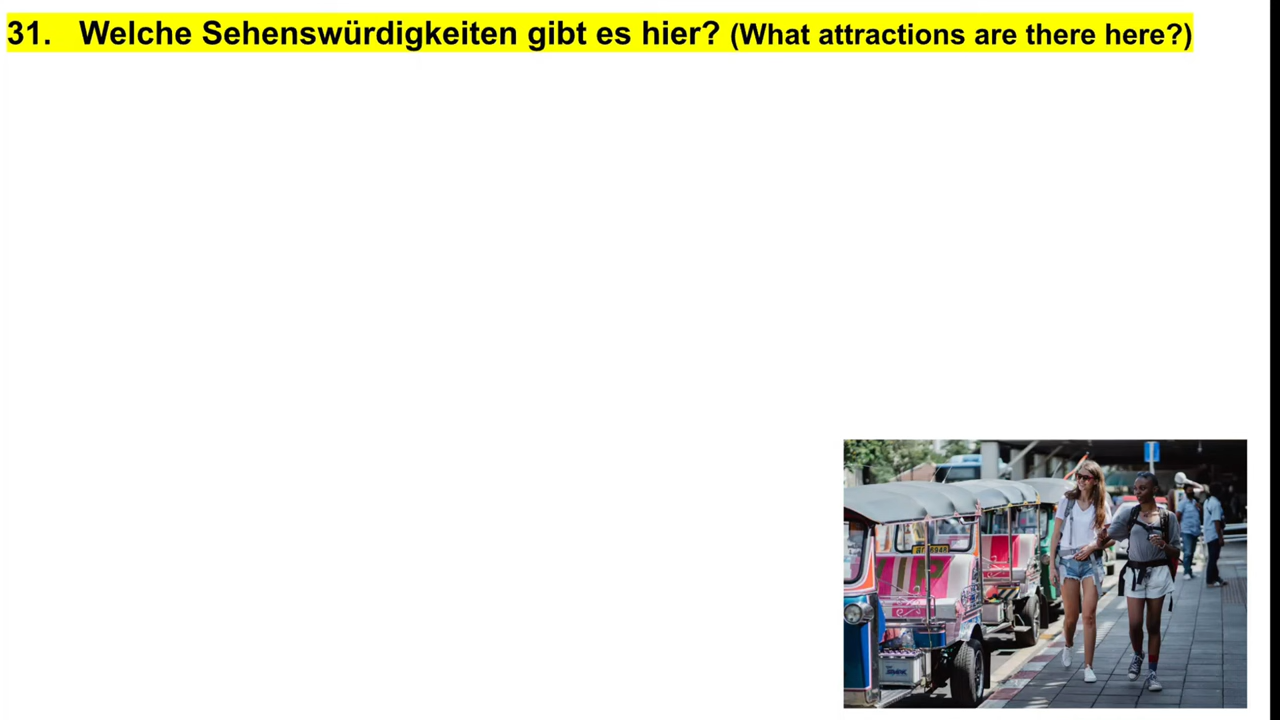 31. Welche Sehenswürdigkeiten gibt es hier? (What attractions are there here?)